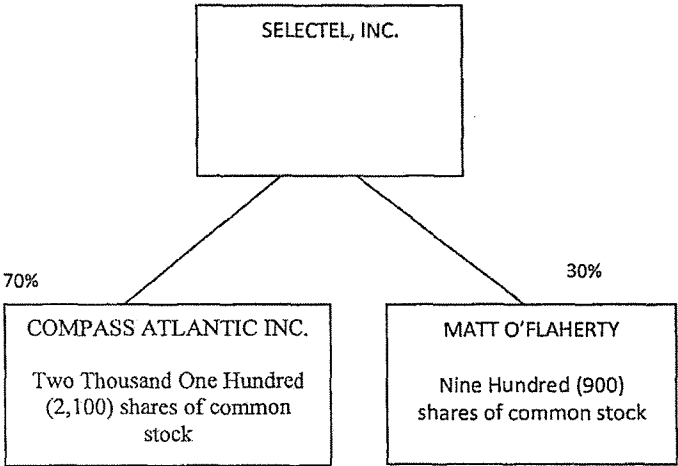 SELECTEL, INC.
70%
30%
COMPASS ATLANTIC INC.
Two Thousand One Hundred
(2,100) shares of common
stock
MATT O'FLAHERTY
Nine Hundred (900)
shares of common stock